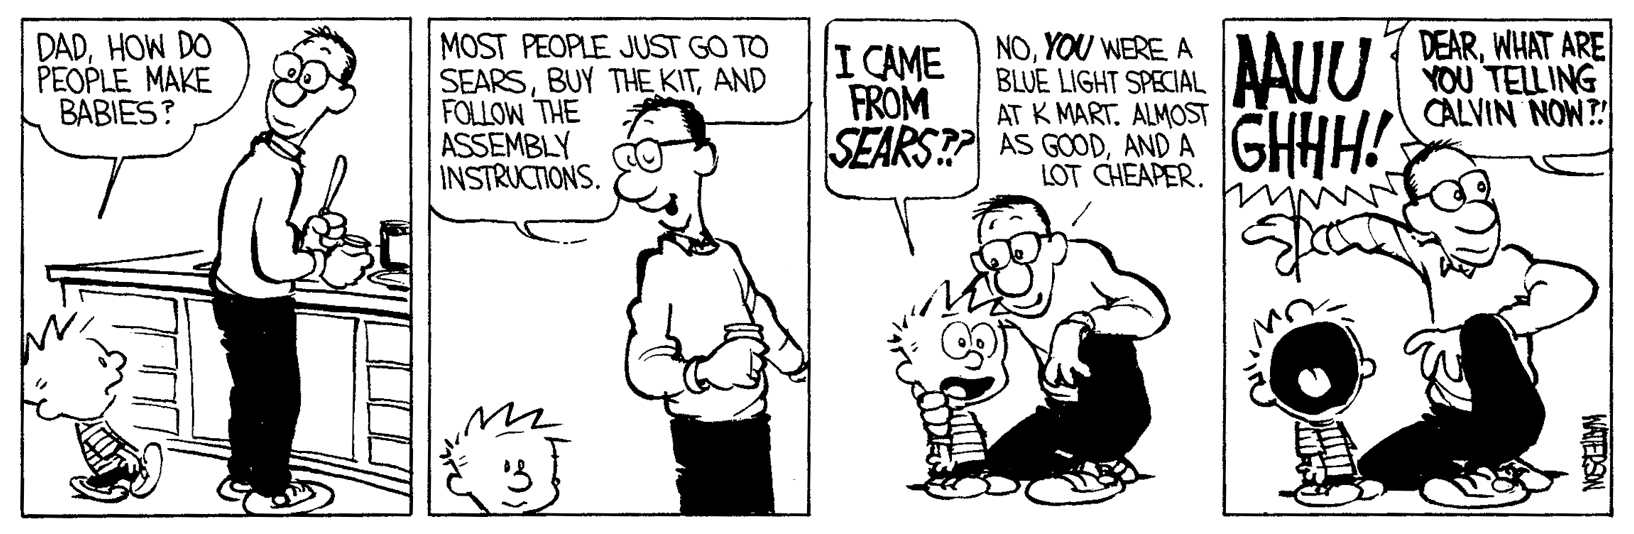 DAD, HOW DO
PEOPLE MAKE
BABIES?
MOST PEOPLE JUST GO TO
SEARS, BUY THE KIT, AND
FOLLOW THE
ASSEMBLY
INSTRUCTIONS.
I CAME
FROM
SEARS??
NO, YOU WERE A
BLUE LIGHT SPECIAL
AT K MART. ALMOST
AS GOOD, AND A
LOT CHEAPER.
AAUU
GHHH!
DEAR, WHAT ARE
YOU TELLING
CALVIN NOW?!
WATTERSON